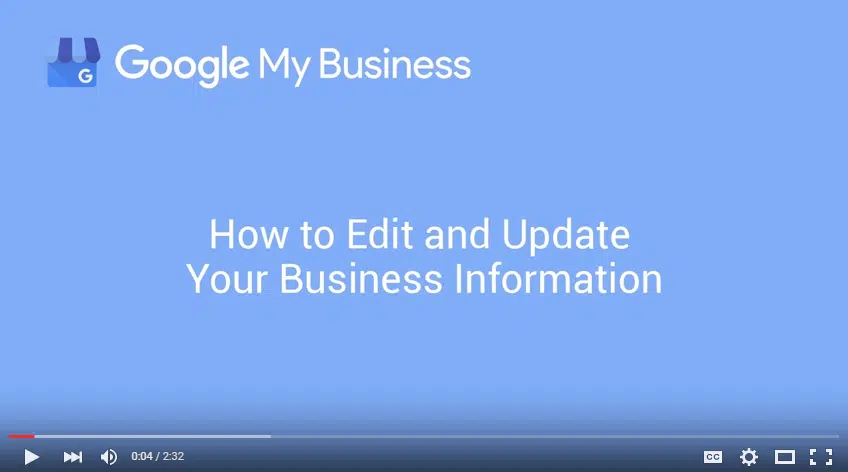 G
Google My Business
How to Edit and Update
Your Business Information
0:04 / 2:32
CC